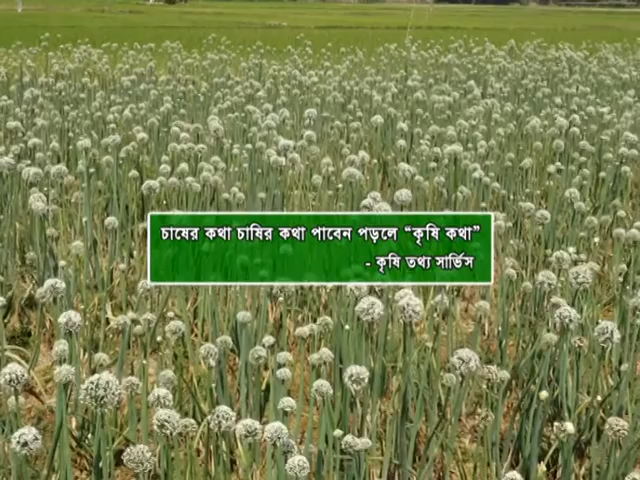 চাষের কথা চাষির কথা পাবেন পড়লে “কৃষি কথা”
- কৃষি তথ্য সার্ভিস